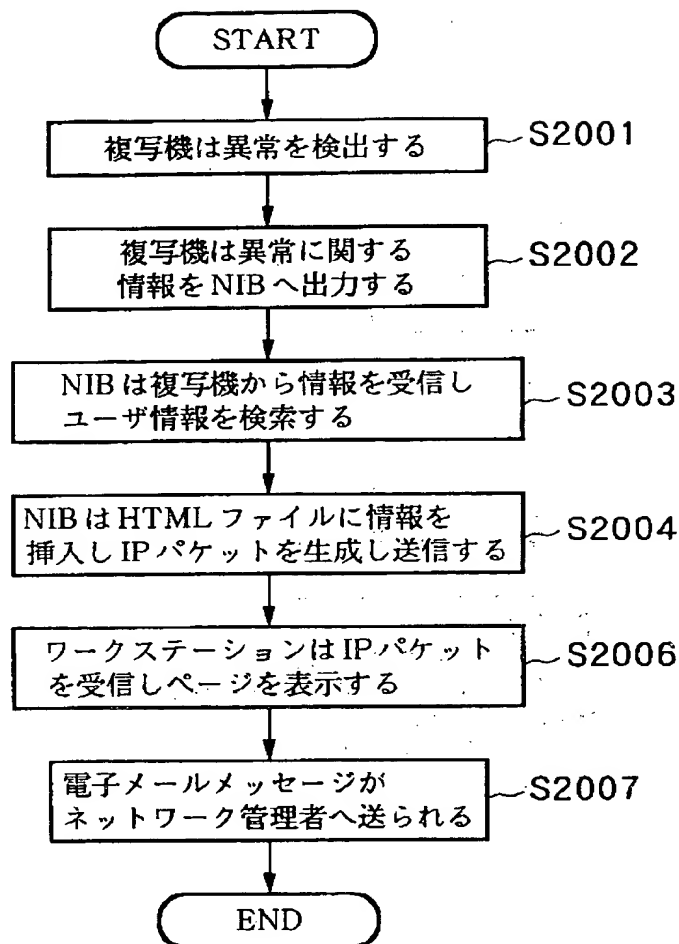 START
複写機は異常を検出する
S2001
複写機は異常に関する
情報をNIBへ出力する
S2002
NIBは複写機から情報を受信し
ユーザ情報を検索する
S2003
NIBはHTMLファイルに情報を
挿入しIPパケットを生成し送信する
S2004
ワークステーションはIPパケット
を受信しページを表示する
S2006
電子メールメッセージが
ネットワーク管理者へ送られる
S2007
END